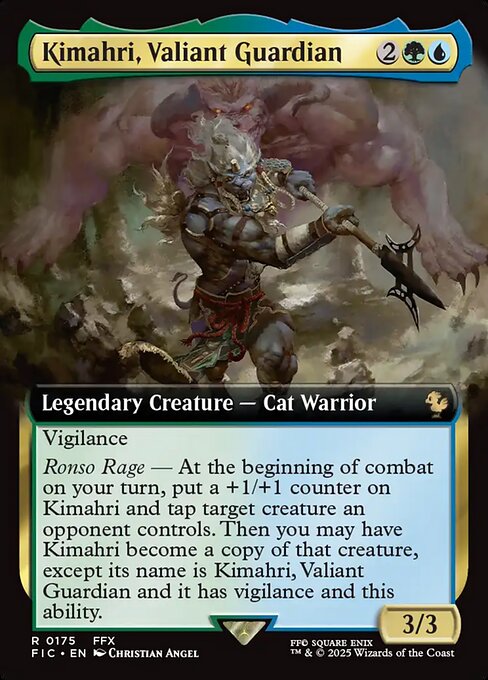 Kimahri, Valiant Guardian 2
Legendary Creature — Cat Warrior
Vigilance
Ronso Rage — At the beginning of combat
on your turn, put a +1/+1 counter on
Kimahri and tap target creature an
opponent controls. Then you may have
Kimahri become a copy of that creature,
except its name is Kimahri, Valiant
Guardian and it has vigilance and this
ability.
3/3
R 0175 FFX
FIC • EN Christian Angel
FF© SQUARE ENIX
™ & © 2025 Wizards of the Coast